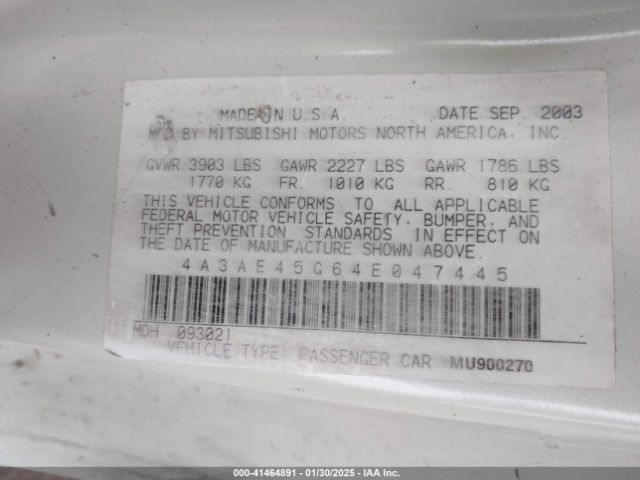 MADE IN U.S.A. DATE SEP. 2003
MFD BY MITSUBISHI MOTORS NORTH AMERICA, INC.
GVWR 3903 LBS GAWR 2227 LBS GAWR 1786 LBS
1770 KG FR. 1010 KG RR. 810 KG
THIS VEHICLE CONFORMS TO ALL APPLICABLE
FEDERAL MOTOR VEHICLE SAFETY, BUMPER, AND
THEFT PREVENTION STANDARDS IN EFFECT ON
THE DATE OF MANUFACTURE SHOWN ABOVE.
4A3AE45G64E047445
MDH 093021
VEHICLE TYPE: PASSENGER CAR MU900270
000-41464891 - 01/30/2025 - IAA Inc.